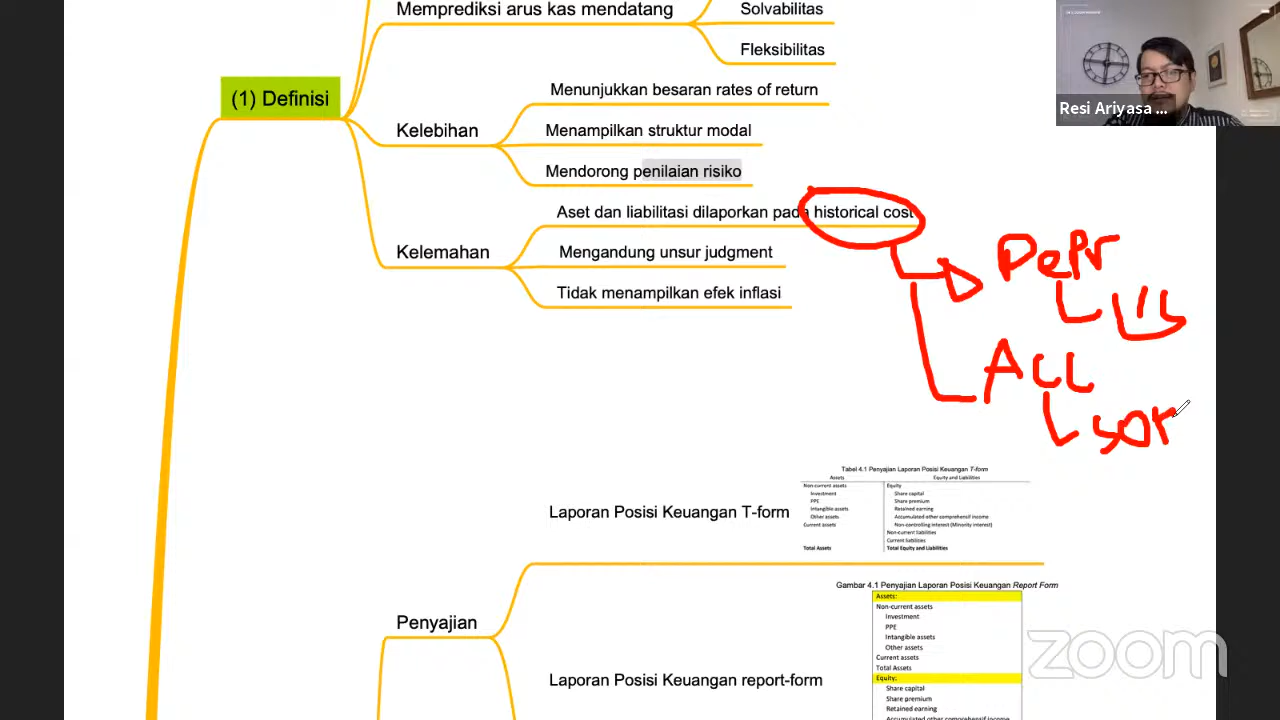 Memprediksi arus kas mendatang
Solvabilitas
Fleksibilitas
(1) Definisi
Kelebihan
Menunjukkan besaran rates of return
Menampilkan struktur modal
Mendorong penilaian risiko
Kelemahan
Aset dan liabilitasi dilaporkan pada historical cost
Mengandung unsur judgment
Tidak menampilkan efek inflasi
Resi Ariyasa ...
Depr
Acc
Laporan Posisi Keuangan T-form
Tabel 4.1 Penyajian Laporan Posisi Keuangan T-form
Assets Equity and Liabilities
Non-current assets Equity
Investment Share capital
PPE Share premium
Intangible assets Retained earning
Other assets Accumulated other comprehensif income
Current assets Non-controlling interest (Minority interest)
Non-current liabilities
Current liabilities
Total Assets Total Equity and Liabilities
Penyajian
Laporan Posisi Keuangan report-form
Gambar 4.1 Penyajian Laporan Posisi Keuangan Report Form
Assets:
Non-current assets
Investment
PPE
Intangible assets
Other assets
Current assets
Total Assets
Equity:
Share capital
Share premium
Retained earning
Accumulated other comprehensif income
zoom